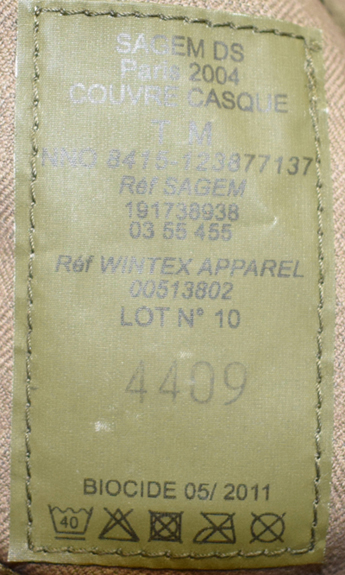 SAGEM DS
Paris 2004
COUVRE CASQUE
T M
NNO 8415-123877137
Réf SAGEM
191738938
03 55 455
Réf WINTEX APPAREL
00513802
LOT N° 10
4409
BIOCIDE 05/ 2011
40